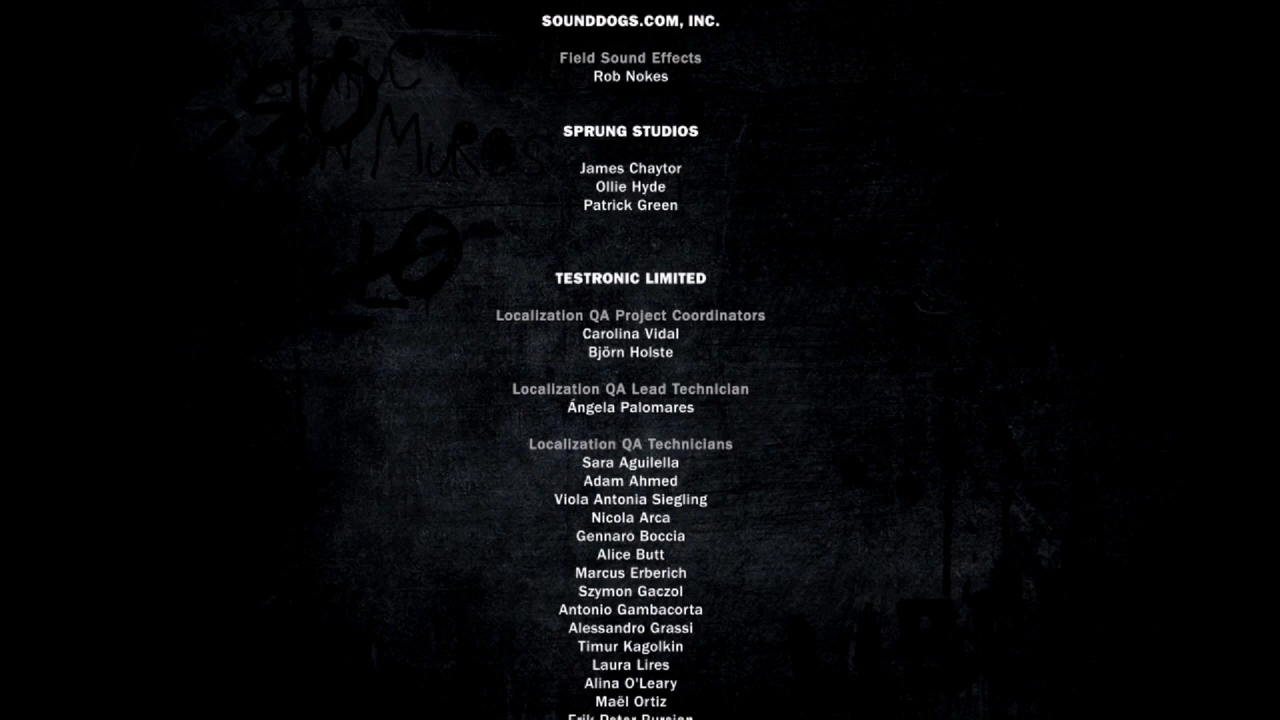 SOUNDDOGS.COM, INC.
Field Sound Effects
Rob Nokes
SPRUNG STUDIOS
James Chaytor
Ollie Hyde
Patrick Green
TESTRONIC LIMITED
Localization QA Project Coordinators
Carolina Vidal
Björn Holste
Localization QA Lead Technician
Ángela Palomares
Localization QA Technicians
Sara Aguilella
Adam Ahmed
Viola Antonia Siegling
Nicola Arca
Gennaro Boccia
Alice Butt
Marcus Erberich
Szymon Gaczol
Antonio Gambacorta
Alessandro Grassi
Timur Kagolkin
Laura Lires
Alina O'Leary
Maël Ortiz